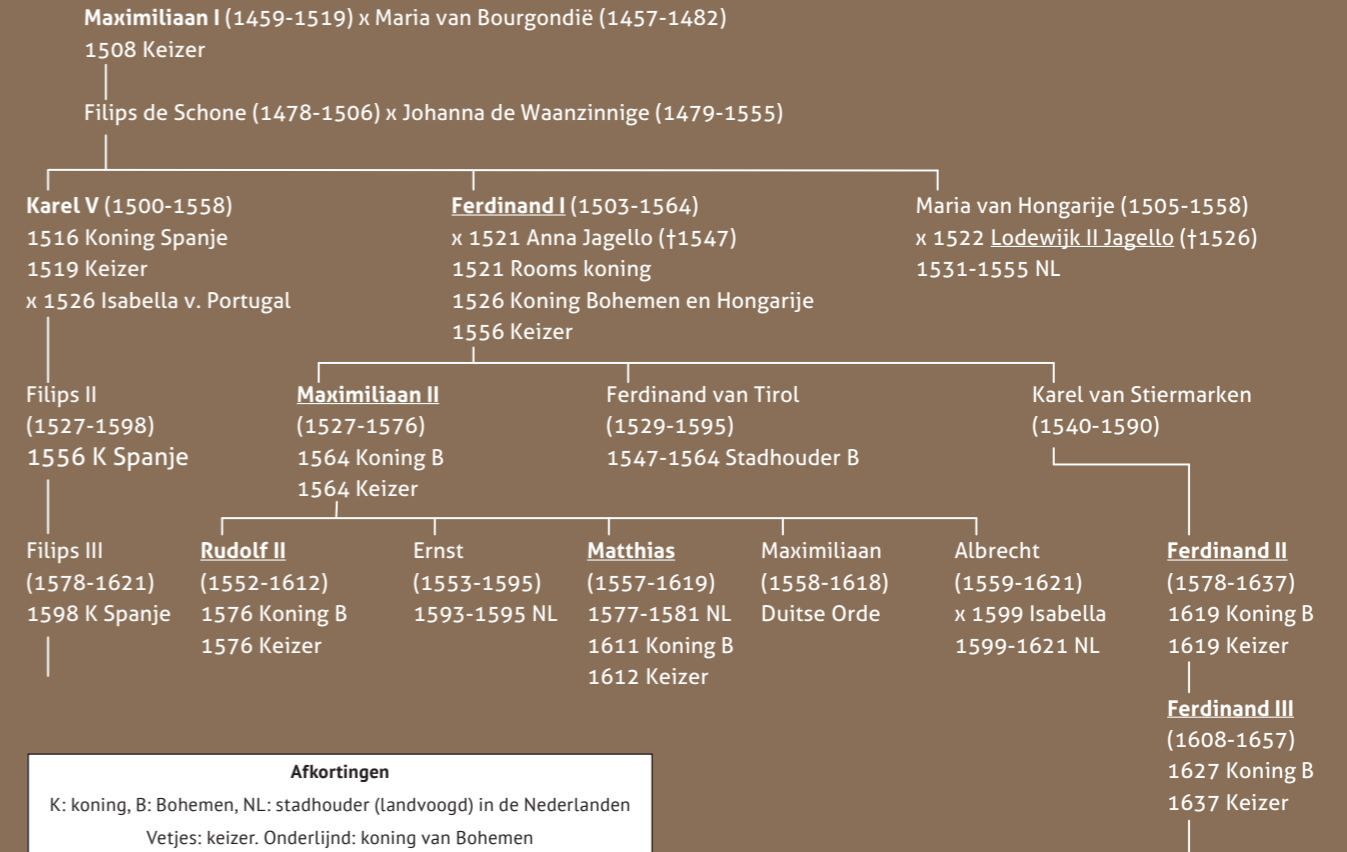 Maximiliaan I (1459-1519) x Maria van Bourgondië (1457-1482)
1508 Keizer
Filips de Schone (1478-1506) x Johanna de Waanzinnige (1479-1555)
Karel V (1500-1558)
1516 Koning Spanje
1519 Keizer
x 1526 Isabella v. Portugal
Ferdinand I (1503-1564)
x 1521 Anna Jagello (†1547)
1521 Rooms koning
1526 Koning Bohemen en Hongarije
1556 Keizer
Maria van Hongarije (1505-1558)
x 1522 Lodewijk II Jagello (†1526)
1531-1555 NL
Filips II
(1527-1598)
1556 K Spanje
Maximiliaan II
(1527-1576)
1564 Koning B
1564 Keizer
Ferdinand van Tirol
(1529-1595)
1547-1564 Stadhouder B
Karel van Stiermarken
(1540-1590)
Filips III
(1578-1621)
1598 K Spanje
Rudolf II
(1552-1612)
1576 Koning B
1576 Keizer
Ernst
(1553-1595)
1593-1595 NL
Matthias
(1557-1619)
1577-1581 NL
1611 Koning B
1612 Keizer
Maximiliaan
(1558-1618)
Duitse Orde
Albrecht
(1559-1621)
x 1599 Isabella
1599-1621 NL
Ferdinand II
(1578-1637)
1619 Koning B
1619 Keizer
Ferdinand III
(1608-1657)
1627 Koning B
1637 Keizer
Afkortingen
K: koning, B: Bohemen, NL: stadhouder (landvoogd) in de Nederlanden
Vetjes: keizer. Onderlijnd: koning van Bohemen